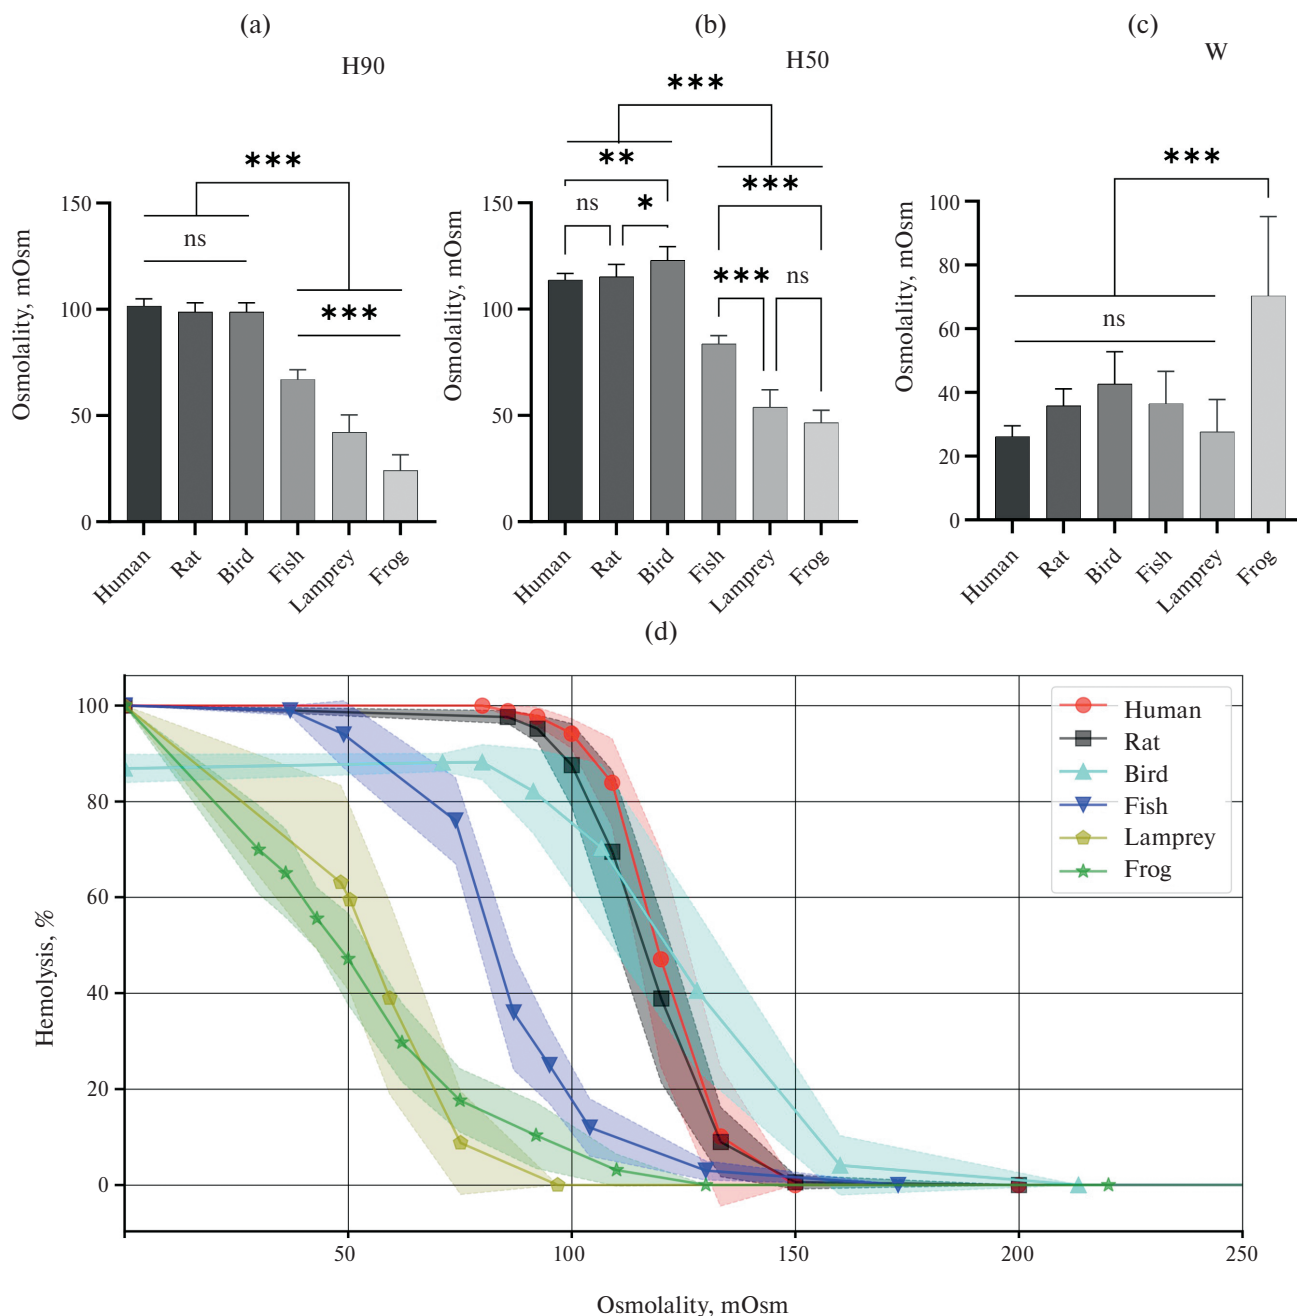 (a)
H90
***
ns
***
150
100
50
0
Osmolality, mOsm
Human
Rat
Bird
Fish
Lamprey
Frog
(b)
H50
***
**
***
ns
*
***
ns
150
100
50
0
Osmolality, mOsm
Human
Rat
Bird
Fish
Lamprey
Frog
(c)
W
***
ns
100
80
60
40
20
0
Osmolality, mOsm
Human
Rat
Bird
Fish
Lamprey
Frog
(d)
100
80
60
40
20
0
Hemolysis, %
Human
Rat
Bird
Fish
Lamprey
Frog
50
100
150
200
250
Osmolality, mOsm